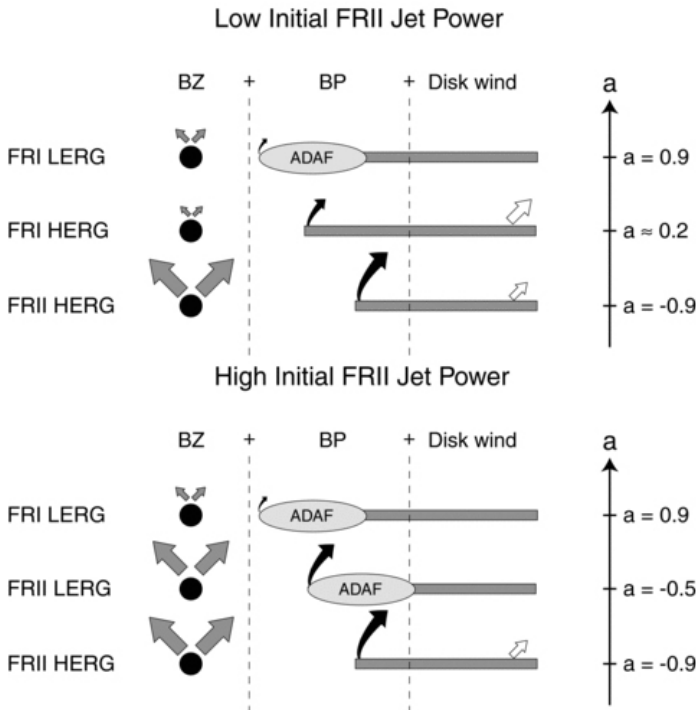 Low Initial FRII Jet Power
BZ + BP + Disk wind a
FRI LERG ADAF a = 0.9
FRI HERG a ≈ 0.2
FRII HERG a = -0.9
High Initial FRII Jet Power
BZ + BP + Disk wind a
FRI LERG ADAF a = 0.9
FRII LERG ADAF a = -0.5
FRII HERG a = -0.9